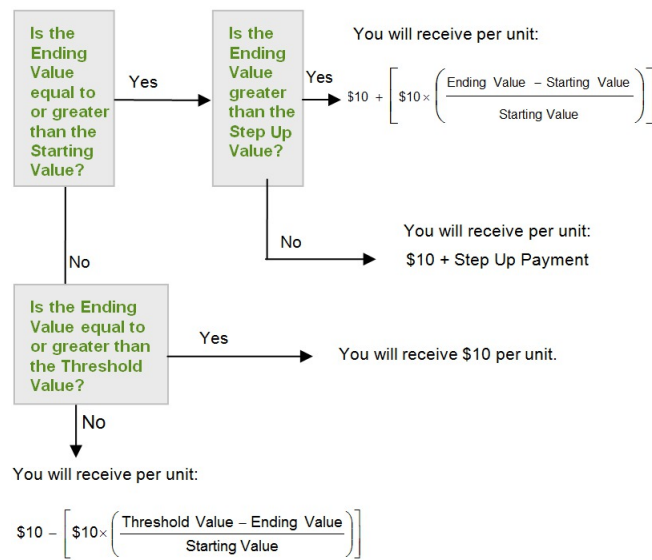 Is the
Ending
Value
equal to
or greater
than the
Starting
Value?
Yes
Is the
Ending
Value
greater
than the
Step Up
Value?
Yes
You will receive per unit:
$10 + [$10 × (Ending Value – Starting Value / Starting Value)]
No
You will receive per unit:
$10 + Step Up Payment
No
Is the Ending
Value equal to
or greater than
the Threshold
Value?
Yes
You will receive $10 per unit.
No
You will receive per unit:
$10 – [$10× (Threshold Value – Ending Value / Starting Value)]